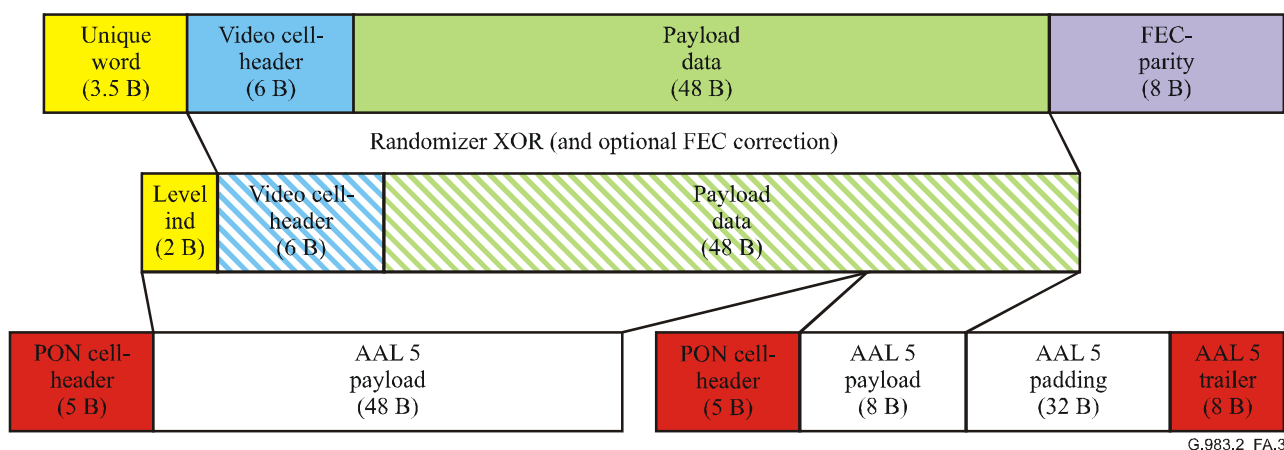 Unique
word
(3.5 B)
Video cell-
header
(6 B)
Payload
data
(48 B)
FEC-
parity
(8 B)
Randomizer XOR (and optional FEC correction)
Level
ind
(2 B)
Video cell-
header
(6 B)
Payload
data
(48 B)
PON cell-
header
(5 B)
AAL 5
payload
(48 B)
PON cell-
header
(5 B)
AAL 5
payload
(8 B)
AAL 5
padding
(32 B)
AAL 5
trailer
(8 B)
G.983.2_FA.3